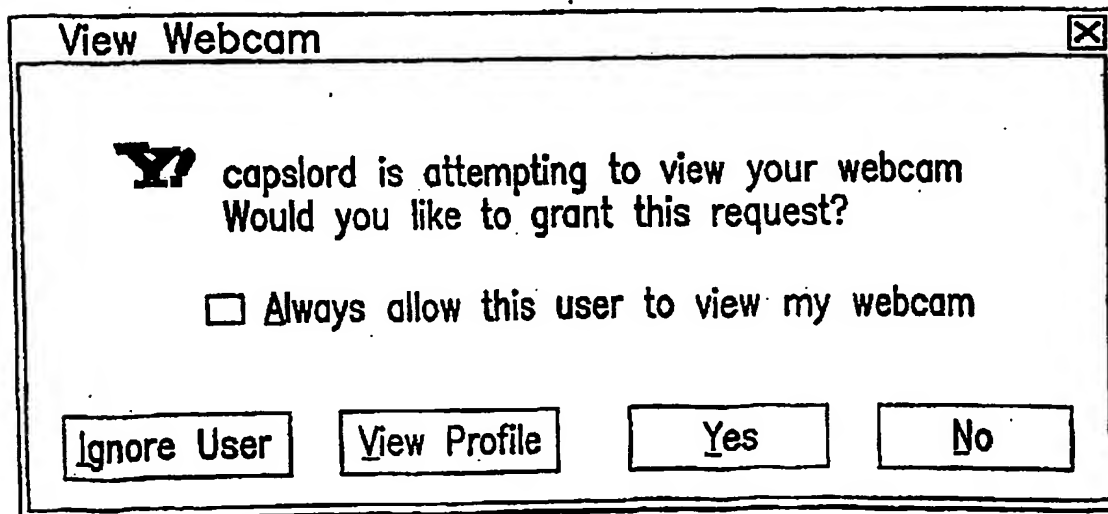 View Webcam
Y! capslord is attempting to view your webcam
Would you like to grant this request?
Always allow this user to view my webcam
Ignore User View Profile Yes No